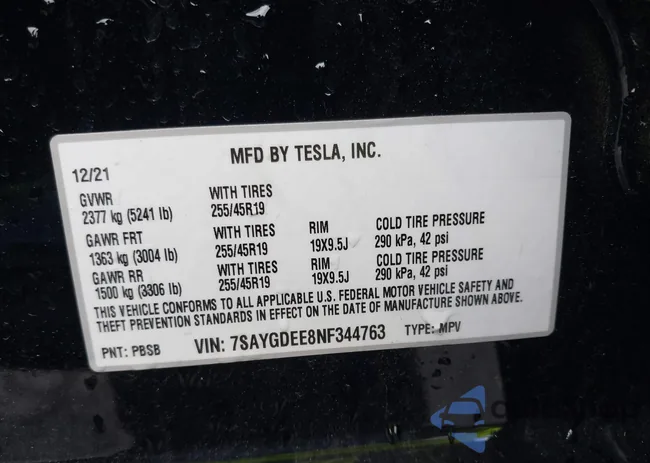 MFD BY TESLA, INC.
12/21
GVWR WITH TIRES
2377 kg (5241 lb) 255/45R19
GAWR FRT WITH TIRES RIM COLD TIRE PRESSURE
1363 kg (3004 lb) 255/45R19 19X9.5J 290 kPa, 42 psi
GAWR RR WITH TIRES RIM COLD TIRE PRESSURE
1500 kg (3306 lb) 255/45R19 19X9.5J 290 kPa, 42 psi
THIS VEHICLE CONFORMS TO ALL APPLICABLE U.S. FEDERAL MOTOR VEHICLE SAFETY AND
THEFT PREVENTION STANDARDS IN EFFECT ON THE DATE OF MANUFACTURE SHOWN ABOVE.
PNT: PBSB VIN: 7SAYGDEE8NF344763 TYPE: MPV